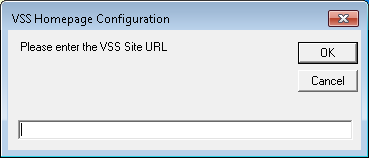 VSS Homepage Configuration
Please enter the VSS Site URL
OK
Cancel